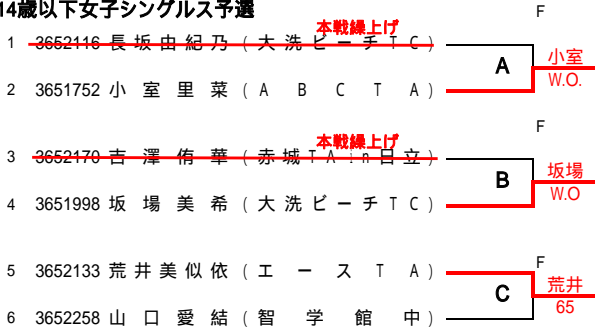 14歳以下女子シングルス予選
F
本戦繰上げ
1 3652116 長坂由紀乃 (大洗ビーチTC)
A 小室
W.O.
2 3651752 小室里菜 (ABCTA)
F
本戦繰上げ
3 3652170 吉澤侑華 (赤城TAin日立)
B 坂場
W.O
4 3651998 坂場美希 (大洗ビーチTC)
5 3652133 荒井美似依 (エースTA)
F
C 荒井
65
6 3652258 山口愛結 (智学館中)